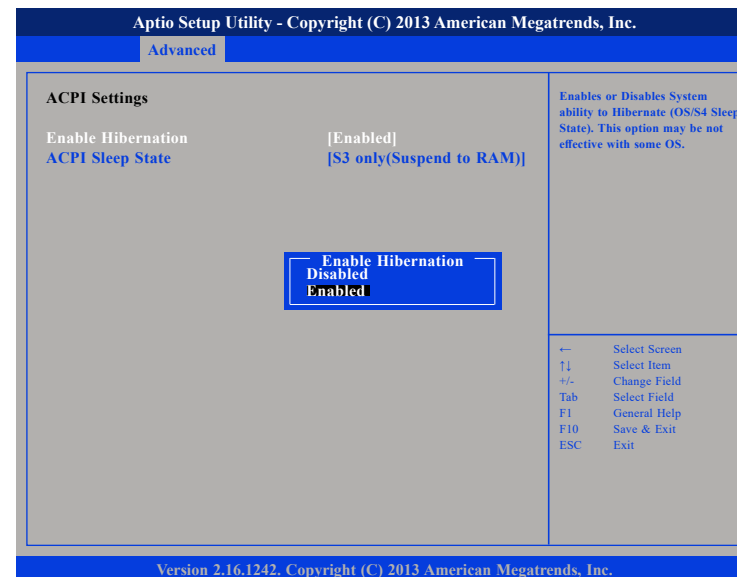 Aptio Setup Utility - Copyright (C) 2013 American Megatrends, Inc.
Advanced
ACPI Settings
Enable Hibernation [Enabled]
ACPI Sleep State [S3 only(Suspend to RAM)]
Enable Hibernation
Disabled
Enabled
Enables or Disables System
ability to Hibernate (OS/S4 Sleep
State). This option may be not
effective with some OS.
← Select Screen
↑↓ Select Item
+/- Change Field
Tab Select Field
F1 General Help
F10 Save & Exit
ESC Exit
Version 2.16.1242. Copyright (C) 2013 American Megatrends, Inc.